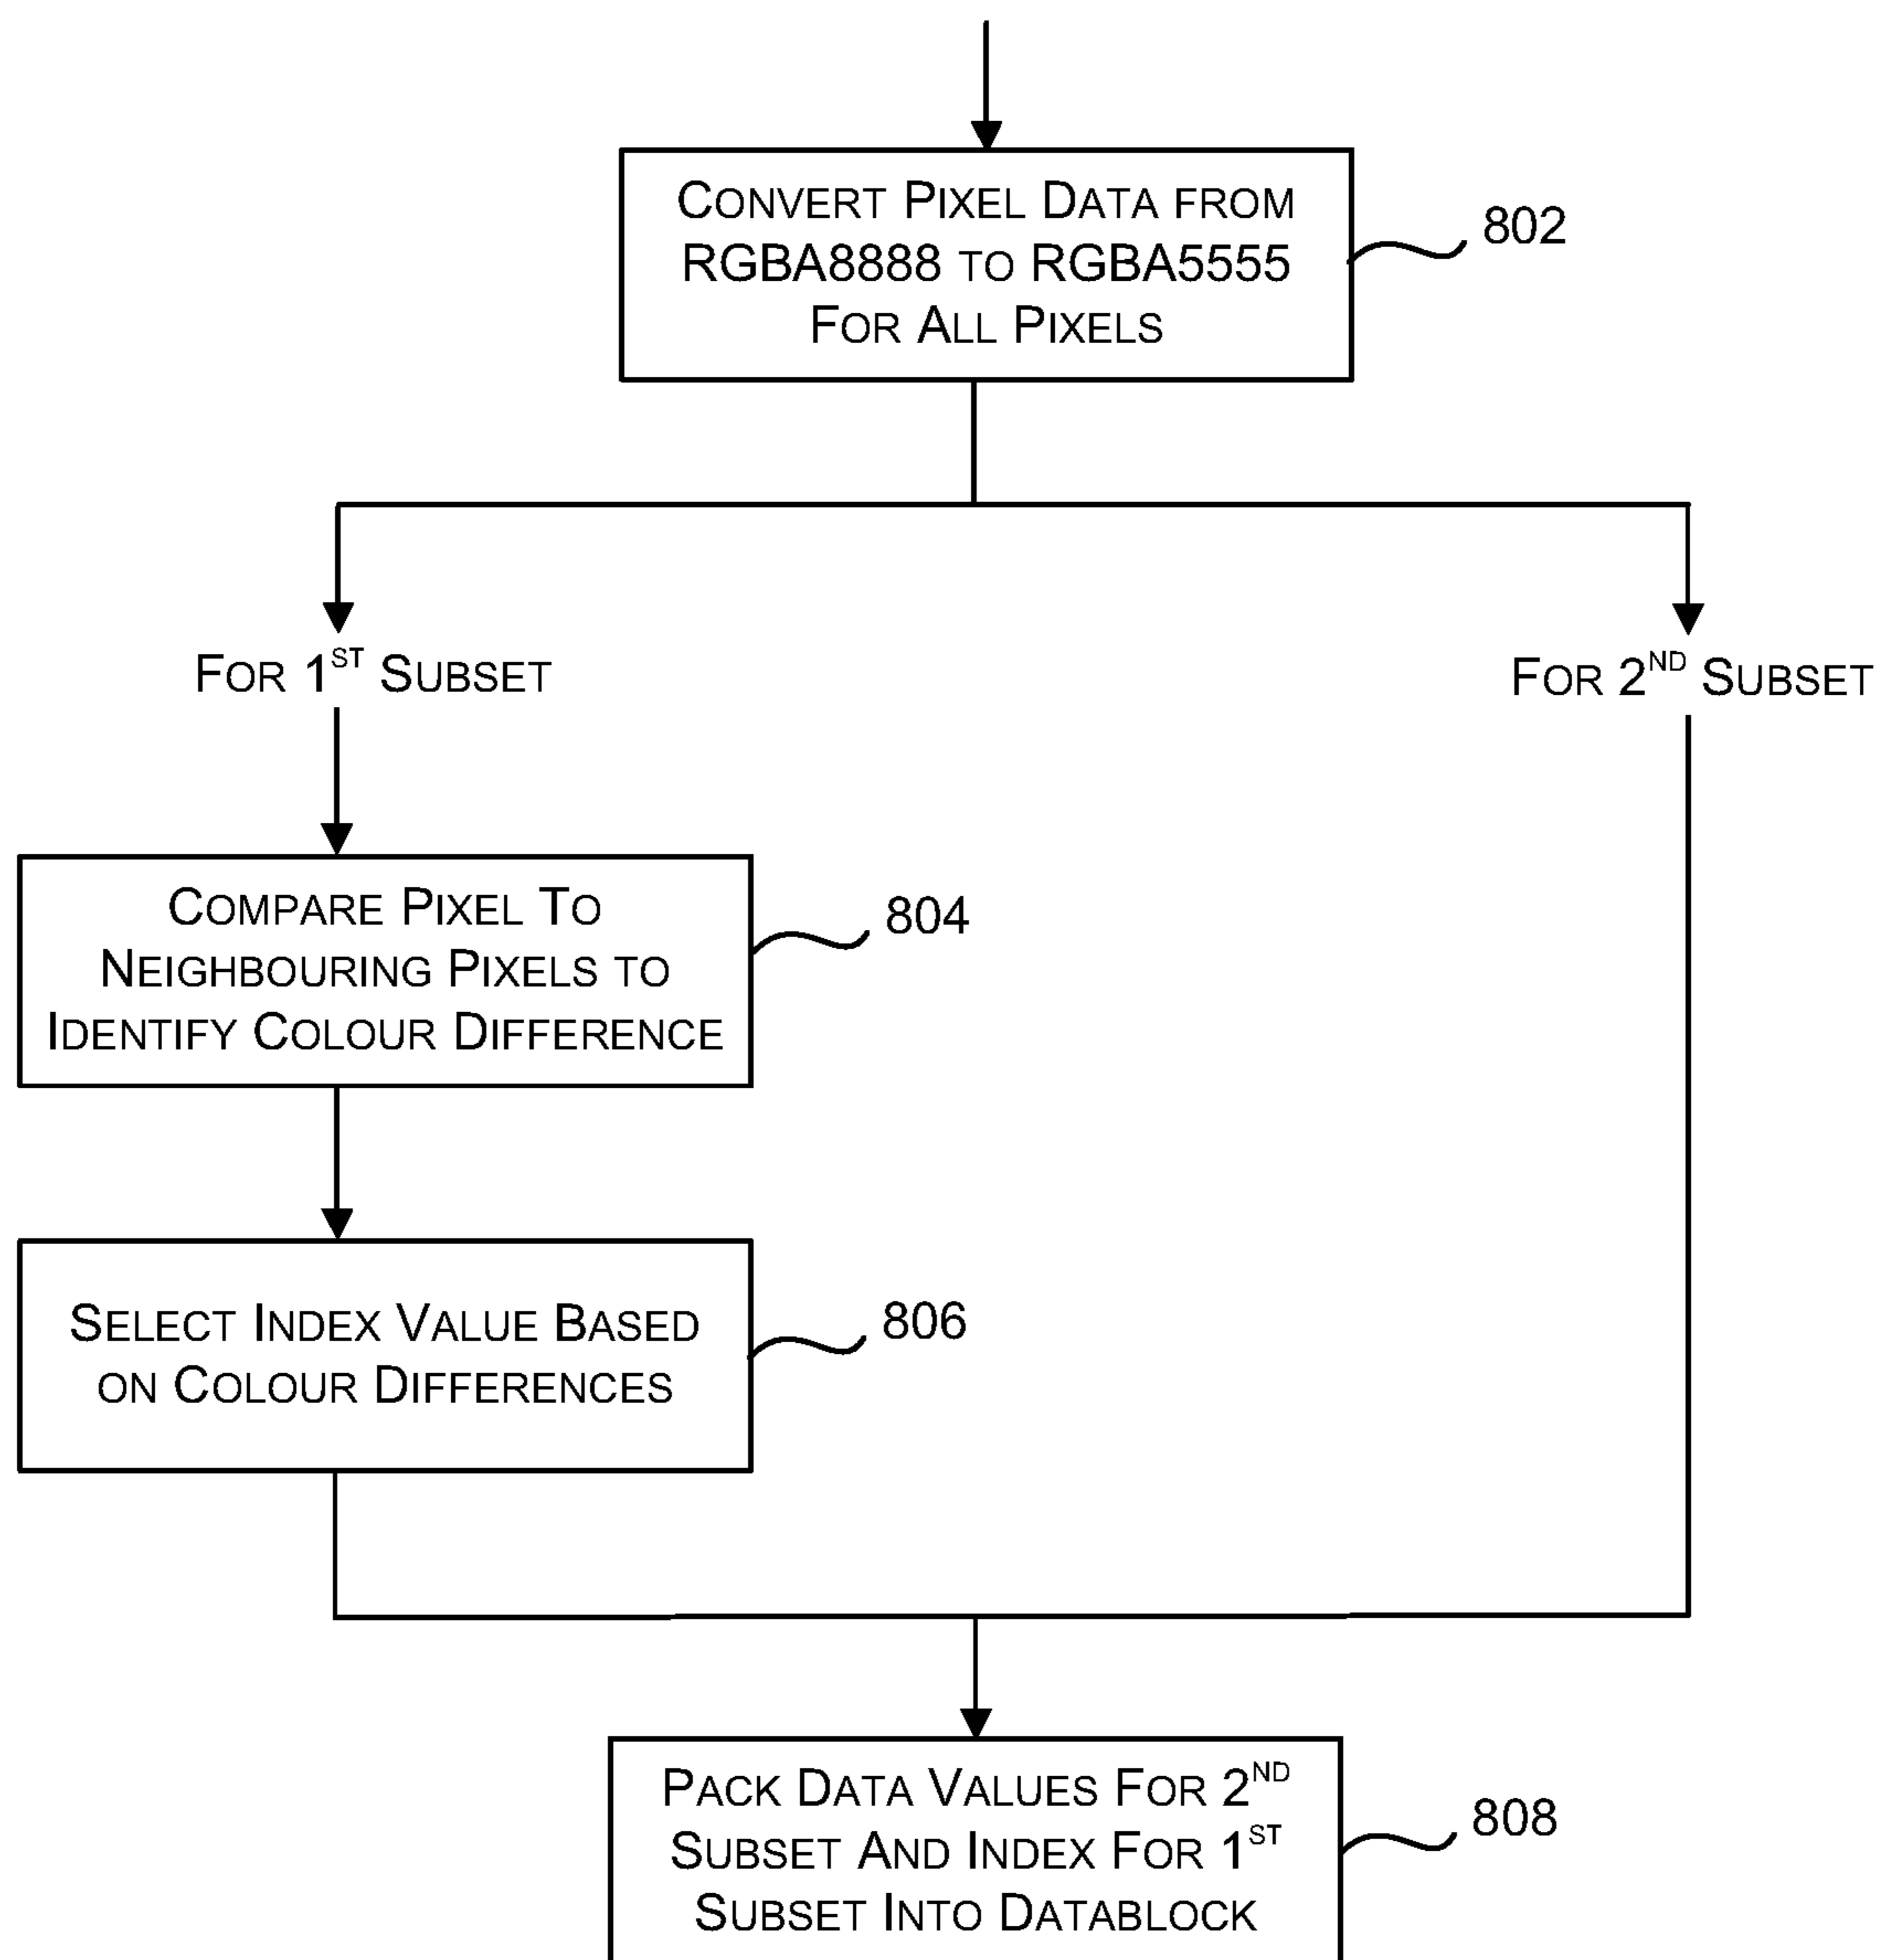 CONVERT PIXEL DATA FROM
RGBA8888 TO RGBA5555
FOR ALL PIXELS
802
FOR 1ST SUBSET
FOR 2ND SUBSET
COMPARE PIXEL TO
NEIGHBOURING PIXELS TO
IDENTIFY COLOUR DIFFERENCE
804
SELECT INDEX VALUE BASED
ON COLOUR DIFFERENCES
806
PACK DATA VALUES FOR 2ND
SUBSET AND INDEX FOR 1ST
SUBSET INTO DATABLOCK
808